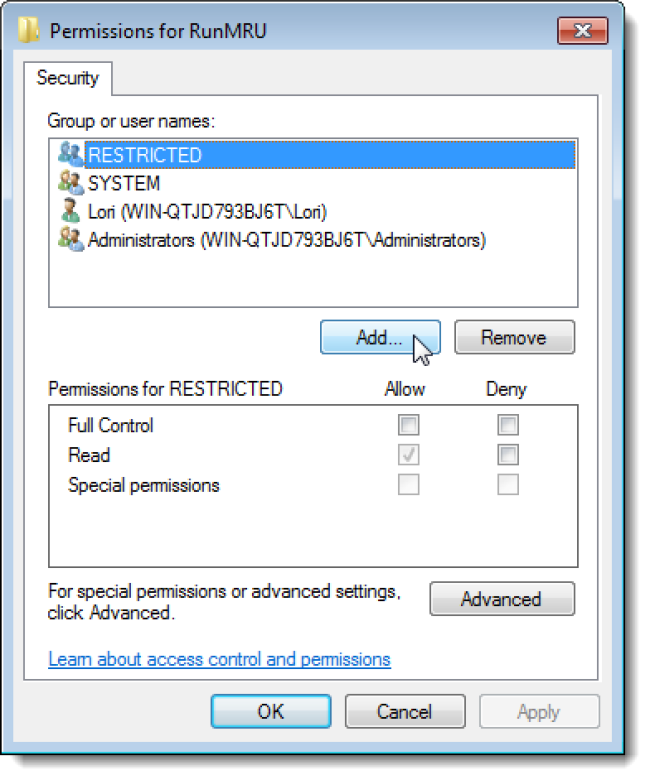 Permissions for RunMRU
Security
Group or user names:
RESTRICTED
SYSTEM
Lori (WIN-QTJD793BJ6T\Lori)
Administrators (WIN-QTJD793BJ6T\Administrators)
Add... Remove
Permissions for RESTRICTED Allow Deny
Full Control
Read
Special permissions
For special permissions or advanced settings,
click Advanced.
Advanced
Learn about access control and permissions
OK Cancel Apply